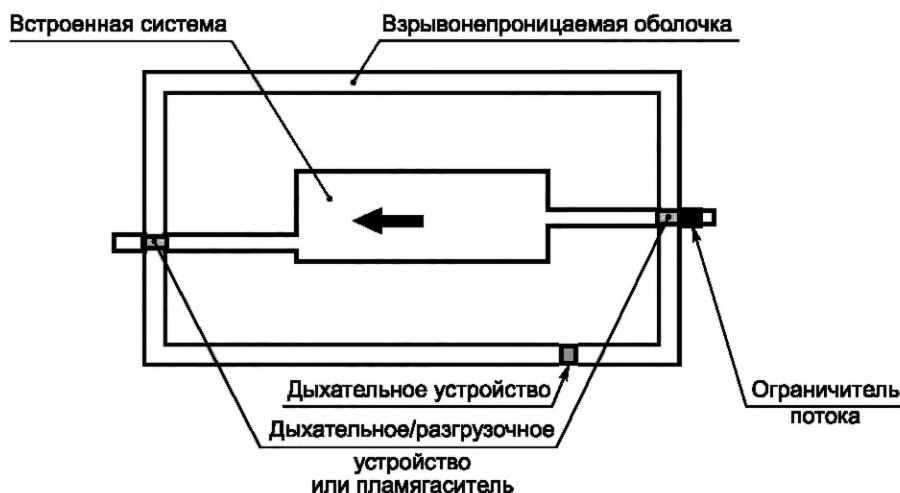 Встроенная система
Взрывонепроницаемая оболочка
Дыхательное устройство
Ограничитель
потока
Дыхательное/разгрузочное
устройство
или пламягаситель